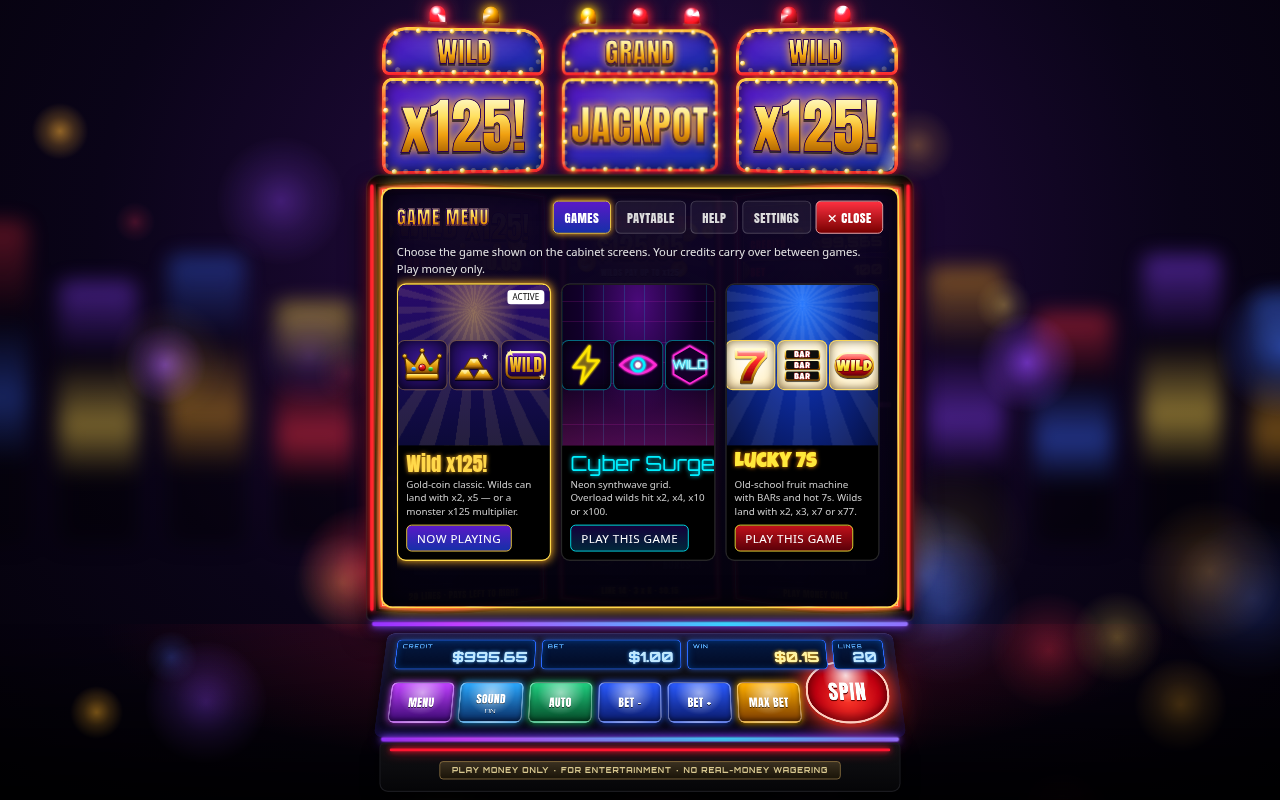 WILD
GRAND
WILD
x125!
JACKPOT
x125!
GAME MENU
GAMES
PAYTABLE
HELP
SETTINGS
× CLOSE
Choose the game shown on the cabinet screens. Your credits carry over between games.
Play money only.
ACTIVE
WILD
Wild x125!
Gold-coin classic. Wilds can
land with x2, x5 — or a
monster x125 multiplier.
NOW PLAYING
WILD
Cyber Surge
Neon synthwave grid.
Overload wilds hit x2, x4, x10
or x100.
PLAY THIS GAME
7
BAR
BAR
BAR
WILD
Lucky 7s
Old-school fruit machine
with BARs and hot 7s. Wilds
land with x2, x3, x7 or x77.
PLAY THIS GAME
CREDIT
$995.65
BET
$1.00
WIN
$0.15
LINES
20
MENU
SOUND
ON
AUTO
BET -
BET +
MAX BET
SPIN
PLAY MONEY ONLY · FOR ENTERTAINMENT · NO REAL-MONEY WAGERING